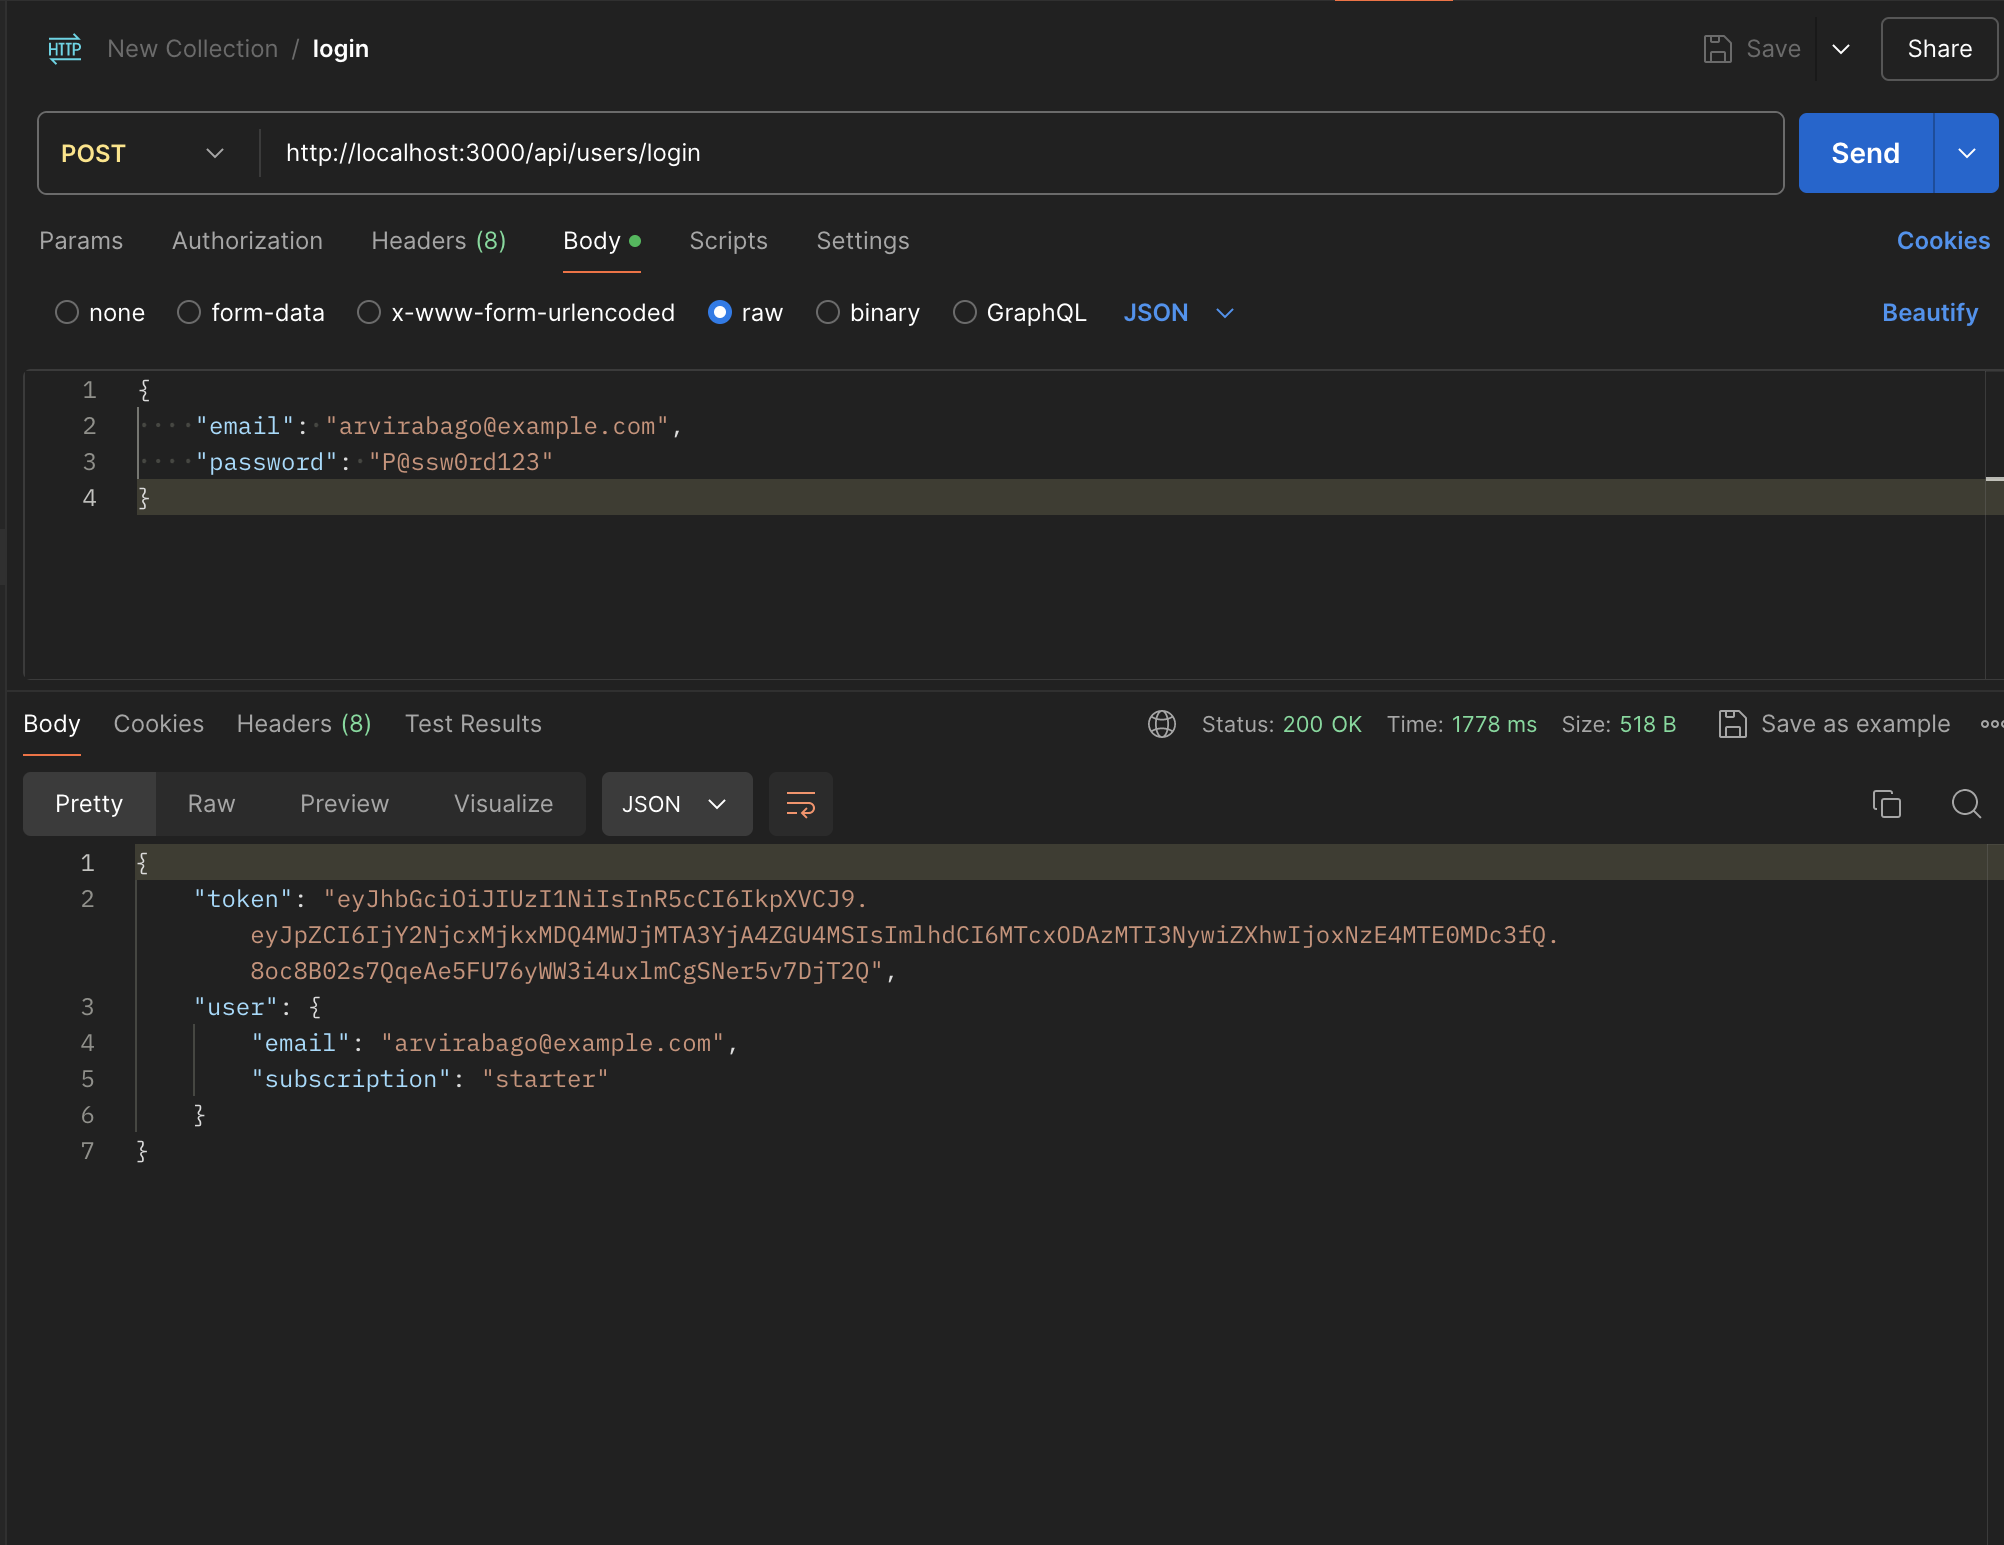 HTTP New Collection / login Save Share
POST http://localhost:3000/api/users/login Send
Params Authorization Headers (8) Body Scripts Settings Cookies
none form-data x-www-form-urlencoded raw binary GraphQL JSON Beautify
1 {
2 ····"email":·"arvirabago@example.com",
3 ····"password":·"P@ssw0rd123"
4 }
Body Cookies Headers (8) Test Results Status: 200 OK Time: 1778 ms Size: 518 B Save as example
Pretty Raw Preview Visualize JSON
1 {
2 "token": "eyJhbGciOiJIUzI1NiIsInR5cCI6IkpXVCJ9.
eyJpZCI6IjY2NjcxMjkxMDQ4MWJjMTA3YjA4ZGU4MSIsImlhdCI6MTcxODAzMTI3NywiZXhwIjoxNzE4MTE0MDc3fQ.
8oc8B02s7QqeAe5FU76yWW3i4uxlmCgSNer5v7DjT2Q",
3 "user": {
4 "email": "arvirabago@example.com",
5 "subscription": "starter"
6 }
7 }